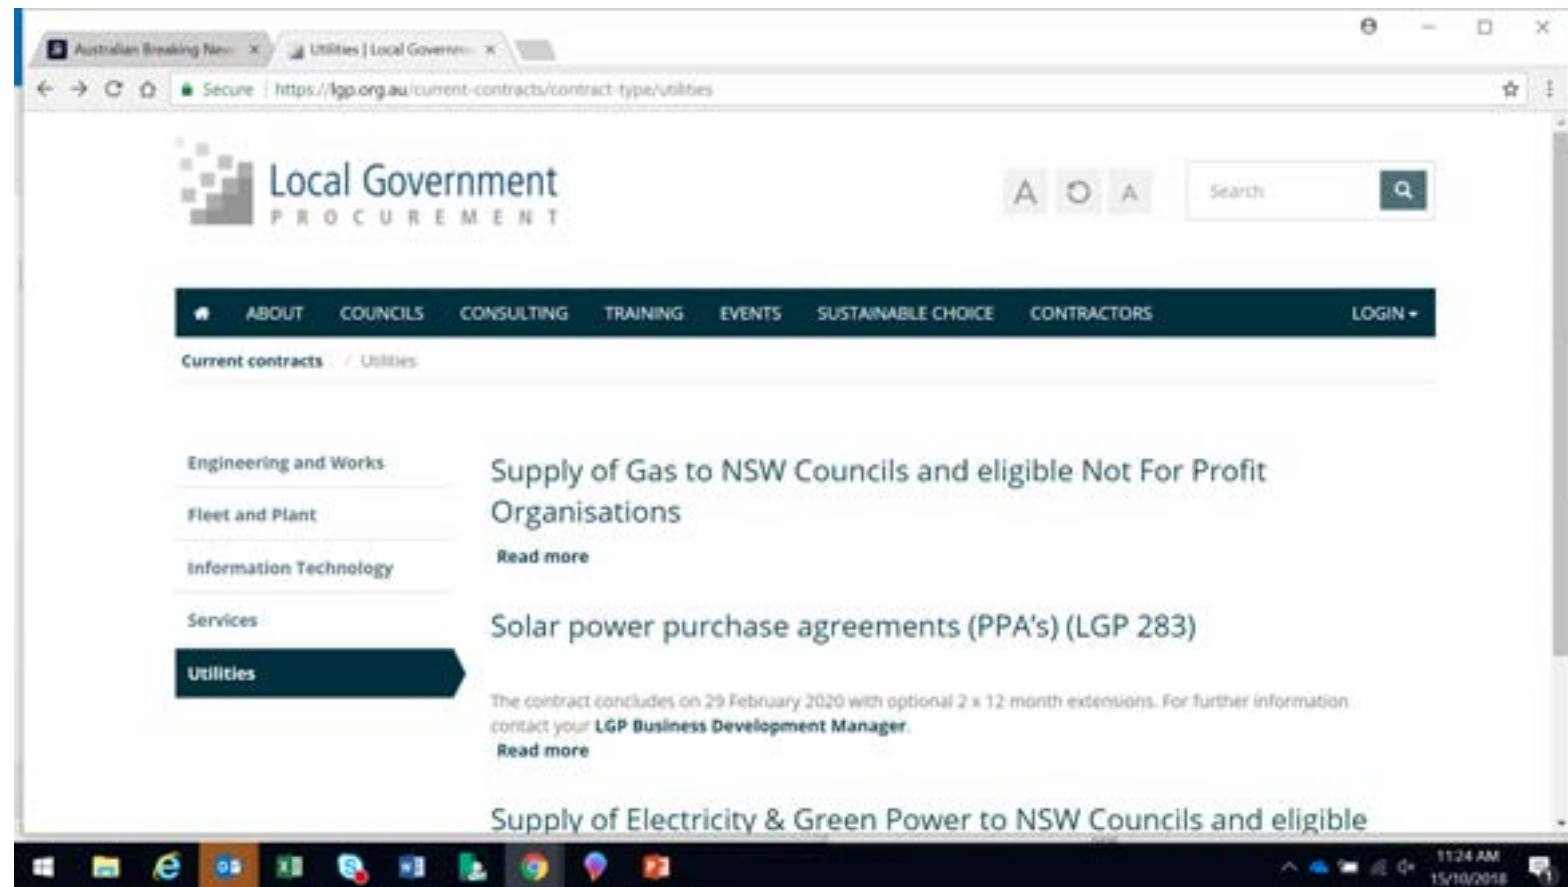 Australian Breaking New
Utilities | Local Governm
Secure
https://lgp.org.au/current-contracts/contract-type/utilities
Local Government
PROCUREMENT
A A
Search
ABOUT COUNCILS CONSULTING TRAINING EVENTS SUSTAINABLE CHOICE CONTRACTORS LOGIN
Current contracts / Utilities
Engineering and Works
Fleet and Plant
Information Technology
Services
Utilities
Supply of Gas to NSW Councils and eligible Not For Profit
Organisations
Read more
Solar power purchase agreements (PPA's) (LGP 283)
The contract concludes on 29 February 2020 with optional 2 x 12 month extensions. For further information
contact your LGP Business Development Manager.
Read more
Supply of Electricity & Green Power to NSW Councils and eligible
11:24 AM
15/10/2018